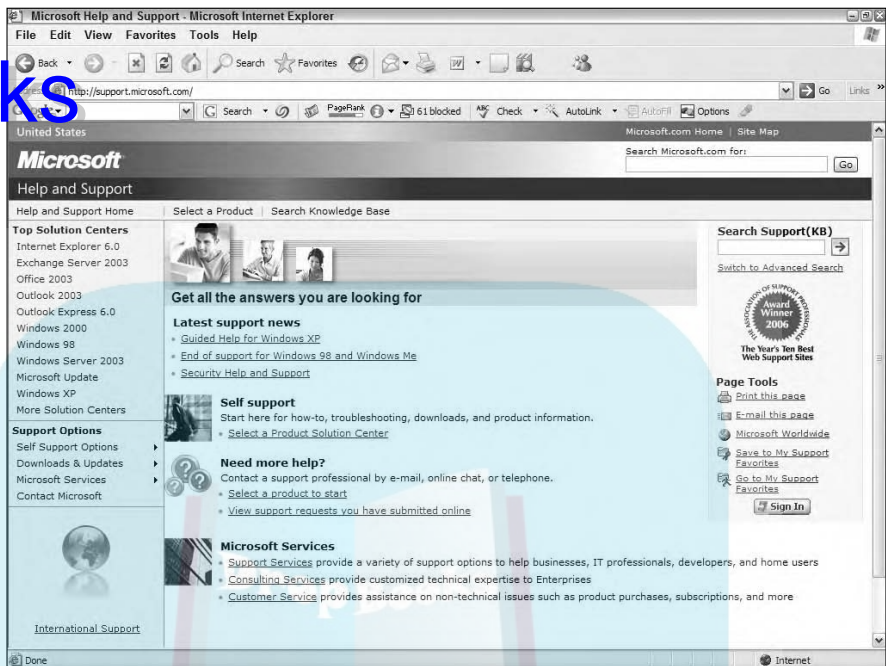 Microsoft Help and Support - Microsoft Internet Explorer
File Edit View Favorites Tools Help
Back Search Favorites
ks
http://support.microsoft.com/ Go Links »
Search PageRank 61 blocked Check AutoLink AutoFill Options
United States Microsoft.com Home | Site Map
Microsoft Search Microsoft.com for: Go
Help and Support
Help and Support Home | Select a Product | Search Knowledge Base
Top Solution Centers
Internet Explorer 6.0
Exchange Server 2003
Office 2003
Outlook 2003
Outlook Express 6.0
Windows 2000
Windows 98
Windows Server 2003
Microsoft Update
Windows XP
More Solution Centers
Support Options
Self Support Options
Downloads & Updates
Microsoft Services
Contact Microsoft
International Support
Get all the answers you are looking for
Latest support news
Guided Help for Windows XP
End of support for Windows 98 and Windows Me
Security Help and Support
Self support
Start here for how-to, troubleshooting, downloads, and product information.
Select a Product Solution Center
Need more help?
Contact a support professional by e-mail, online chat, or telephone.
Select a product to start
View support requests you have submitted online
Microsoft Services
Support Services provide a variety of support options to help businesses, IT professionals, developers, and home users
Consulting Services provide customized technical expertise to Enterprises
Customer Service provides assistance on non-technical issues such as product purchases, subscriptions, and more
Search Support(KB)
Switch to Advanced Search
ASSOCIATION OF SUPPORT PROFESSIONALS
Award
Winner
2006
The Year's Ten Best
Web Support Sites
Page Tools
Print this page
E-mail this page
Microsoft Worldwide
Save to My Support
Favorites
Go to My Support
Favorites
Sign In
Done Internet